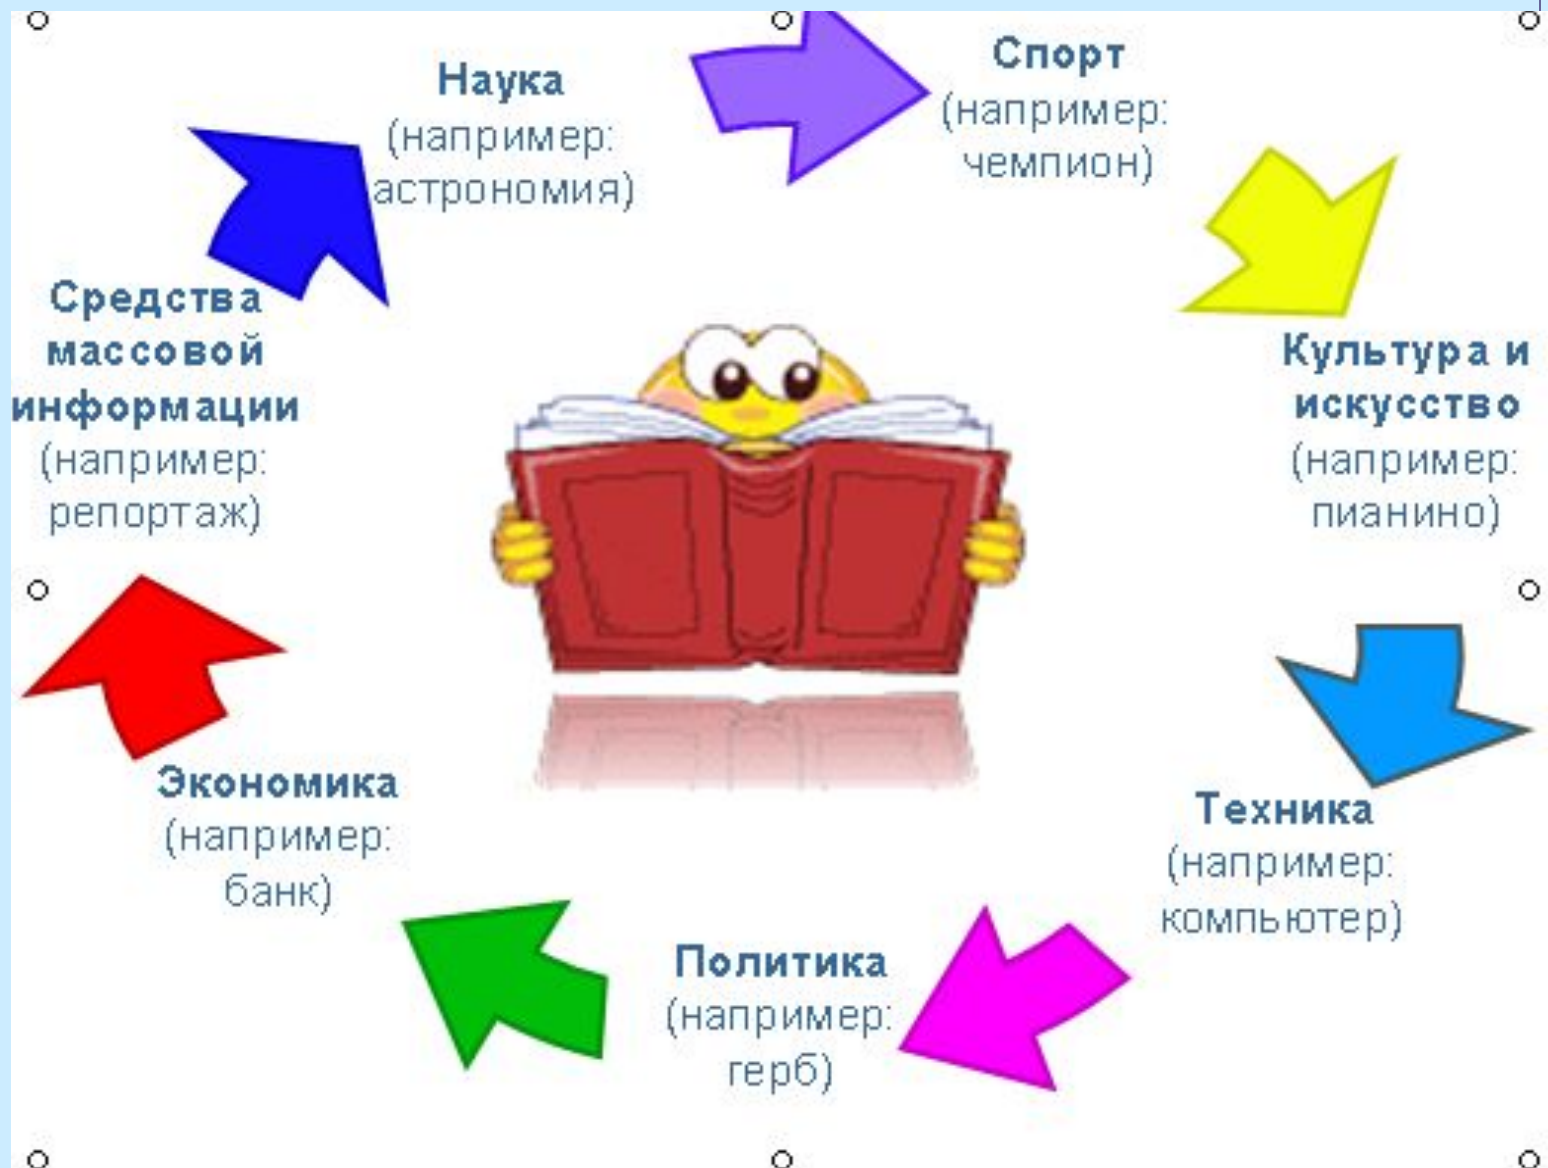 Наука
(например:
астрономия)
Спорт
(например:
чемпион)
Культура и
искусство
(например:
пианино)
Техника
(например:
компьютер)
Политика
(например:
герб)
Экономика
(например:
банк)
Средства
массовой
информации
(например:
репортаж)